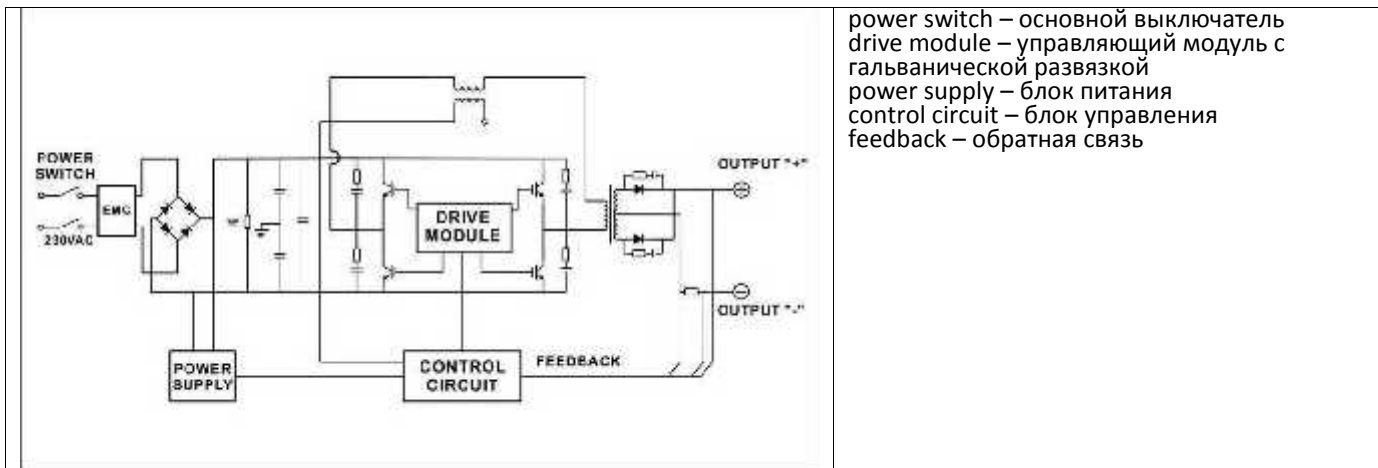 POWER
SWITCH
EMC
230VAC
DRIVE
MODULE
OUTPUT "+"
OUTPUT "-"
POWER
SUPPLY
CONTROL
CIRCUIT
FEEDBACK
power switch – основной выключатель
drive module – управляющий модуль с
гальванической развязкой
power supply – блок питания
control circuit – блок управления
feedback – обратная связь